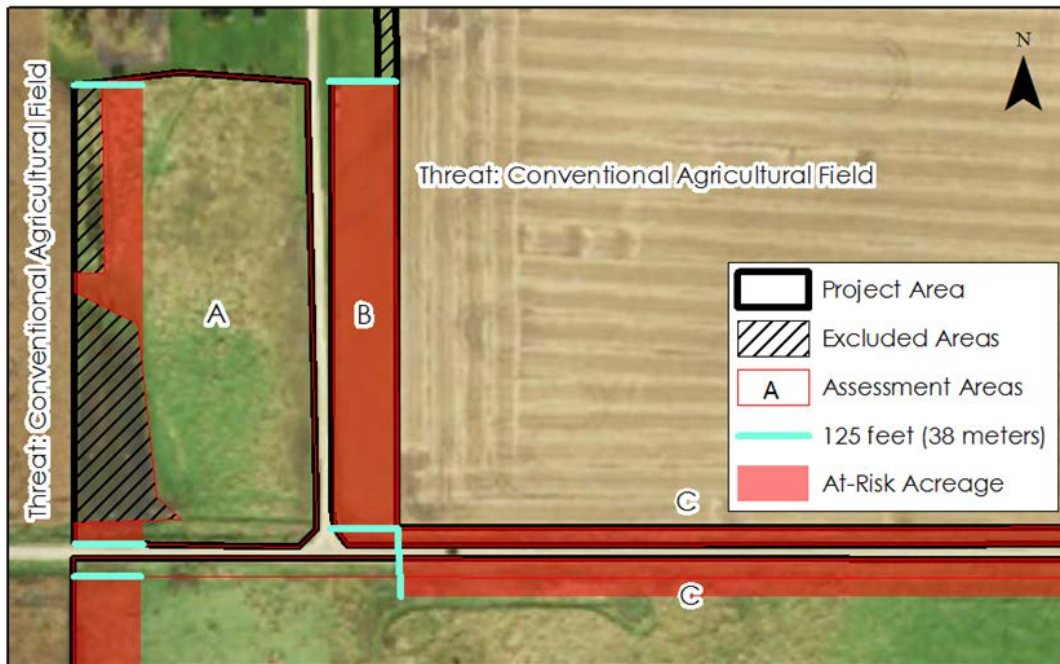 N
Threat: Conventional Agricultural Field
Threat: Conventional Agricultural Field
A
B
C
C
Project Area
Excluded Areas
A Assessment Areas
125 feet (38 meters)
At-Risk Acreage